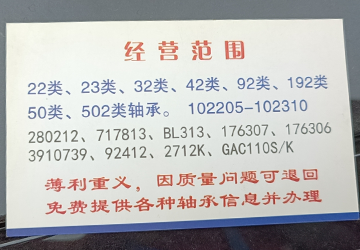 经营范围
22类、23类、32类、42类、92类、192类
50类、502类轴承。 102205-102310
280212、717813、BL313、176307、176306
3910739、92412、2712K、GAC110S/K
薄利重义，因质量问题可退回
免费提供各种轴承信息并办理